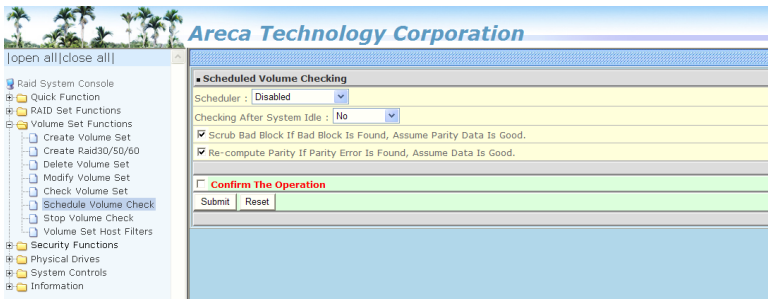 Areca Technology Corporation
|open all|close all|
Raid System Console
Quick Function
RAID Set Functions
Volume Set Functions
Create Volume Set
Create Raid30/50/60
Delete Volume Set
Modify Volume Set
Check Volume Set
Schedule Volume Check
Stop Volume Check
Volume Set Host Filters
Security Functions
Physical Drives
System Controls
Information
Scheduled Volume Checking
Scheduler : Disabled
Checking After System Idle : No
Scrub Bad Block If Bad Block Is Found, Assume Parity Data Is Good.
Re-compute Parity If Parity Error Is Found, Assume Data Is Good.
Confirm The Operation
Submit Reset